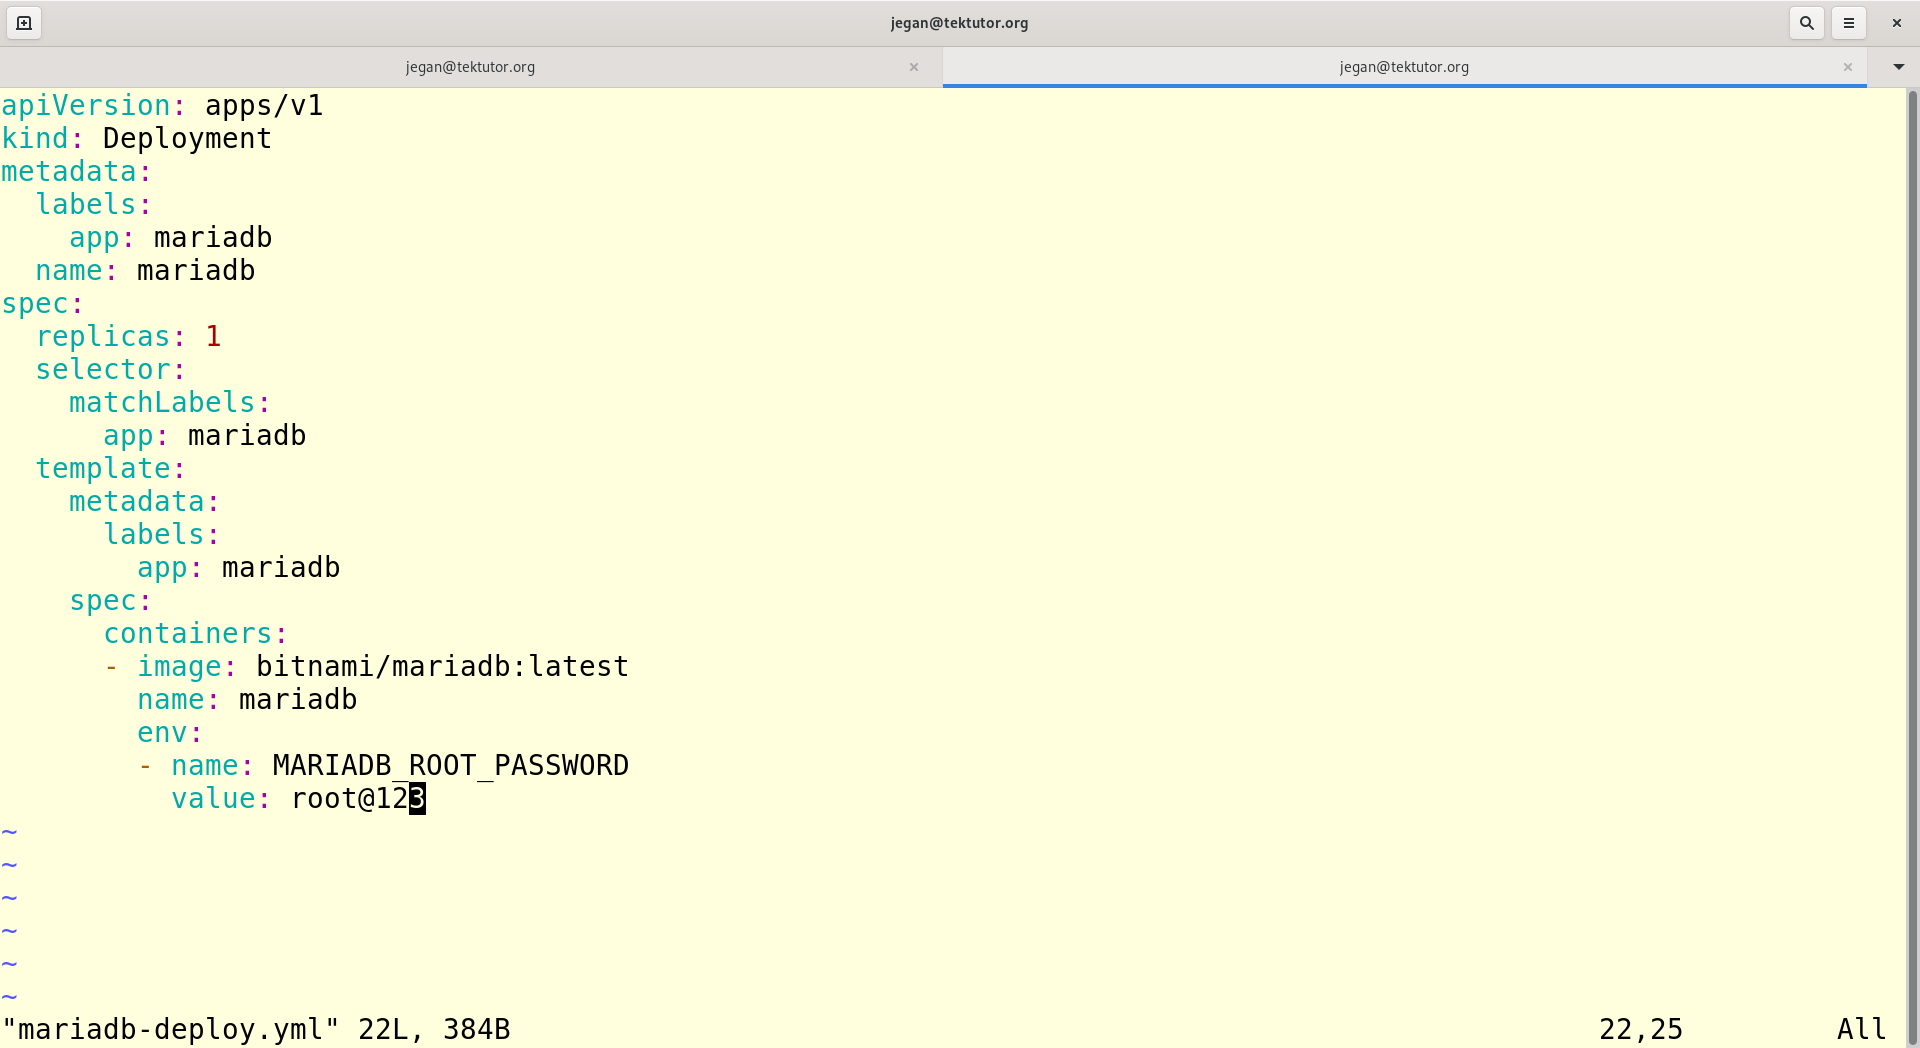 jegan@tektutor.org
jegan@tektutor.org
jegan@tektutor.org
apiVersion: apps/v1
kind: Deployment
metadata:
  labels:
    app: mariadb
  name: mariadb
spec:
  replicas: 1
  selector:
    matchLabels:
      app: mariadb
  template:
    metadata:
      labels:
        app: mariadb
    spec:
      containers:
      - image: bitnami/mariadb:latest
        name: mariadb
        env:
        - name: MARIADB_ROOT_PASSWORD
          value: root@123
~
~
~
~
~
~
"mariadb-deploy.yml" 22L, 384B 22,25 All